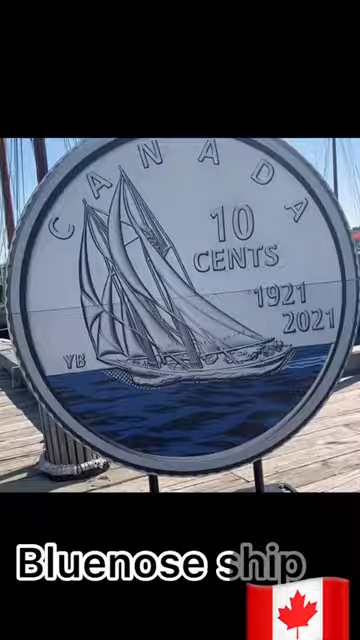 CANADA
10
CENTS
1921
2021
YB
Bluenose ship